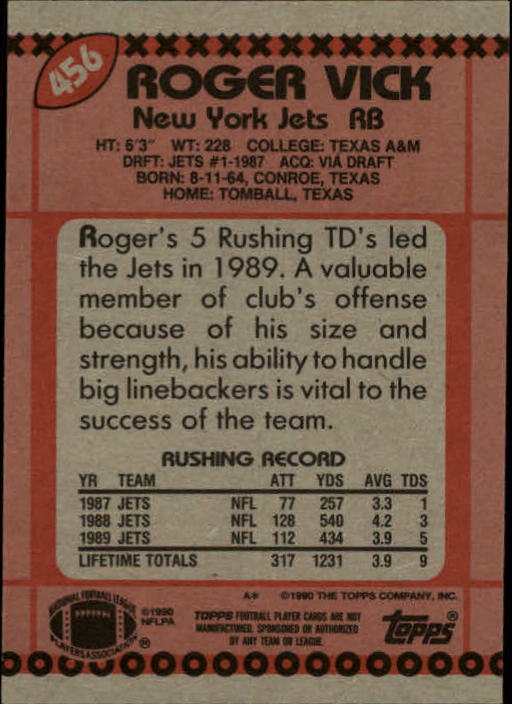 456
ROGER VICK
New York Jets RB
HT: 6'3" WT: 228 COLLEGE: TEXAS A&M
DRFT: JETS #1-1987 ACQ: VIA DRAFT
BORN: 8-11-64, CONROE, TEXAS
HOME: TOMBALL, TEXAS
Roger's 5 Rushing TD's led
the Jets in 1989. A valuable
member of club's offense
because of his size and
strength, his ability to handle
big linebackers is vital to the
success of the team.
RUSHING RECORD
YR TEAM ATT YDS AVG TDS
1987 JETS NFL 77 257 3.3 1
1988 JETS NFL 128 540 4.2 3
1989 JETS NFL 112 434 3.9 5
LIFETIME TOTALS 317 1231 3.9 9
A* ©1990 THE TOPPS COMPANY, INC.
NATIONAL FOOTBALL LEAGUE
PLAYERS ASSOCIATION ®
©1990
NFLPA
TOPPS FOOTBALL PLAYER CARDS ARE NOT
MANUFACTURED, SPONSORED OR AUTHORIZED
BY ANY TEAM OR LEAGUE.
topps®